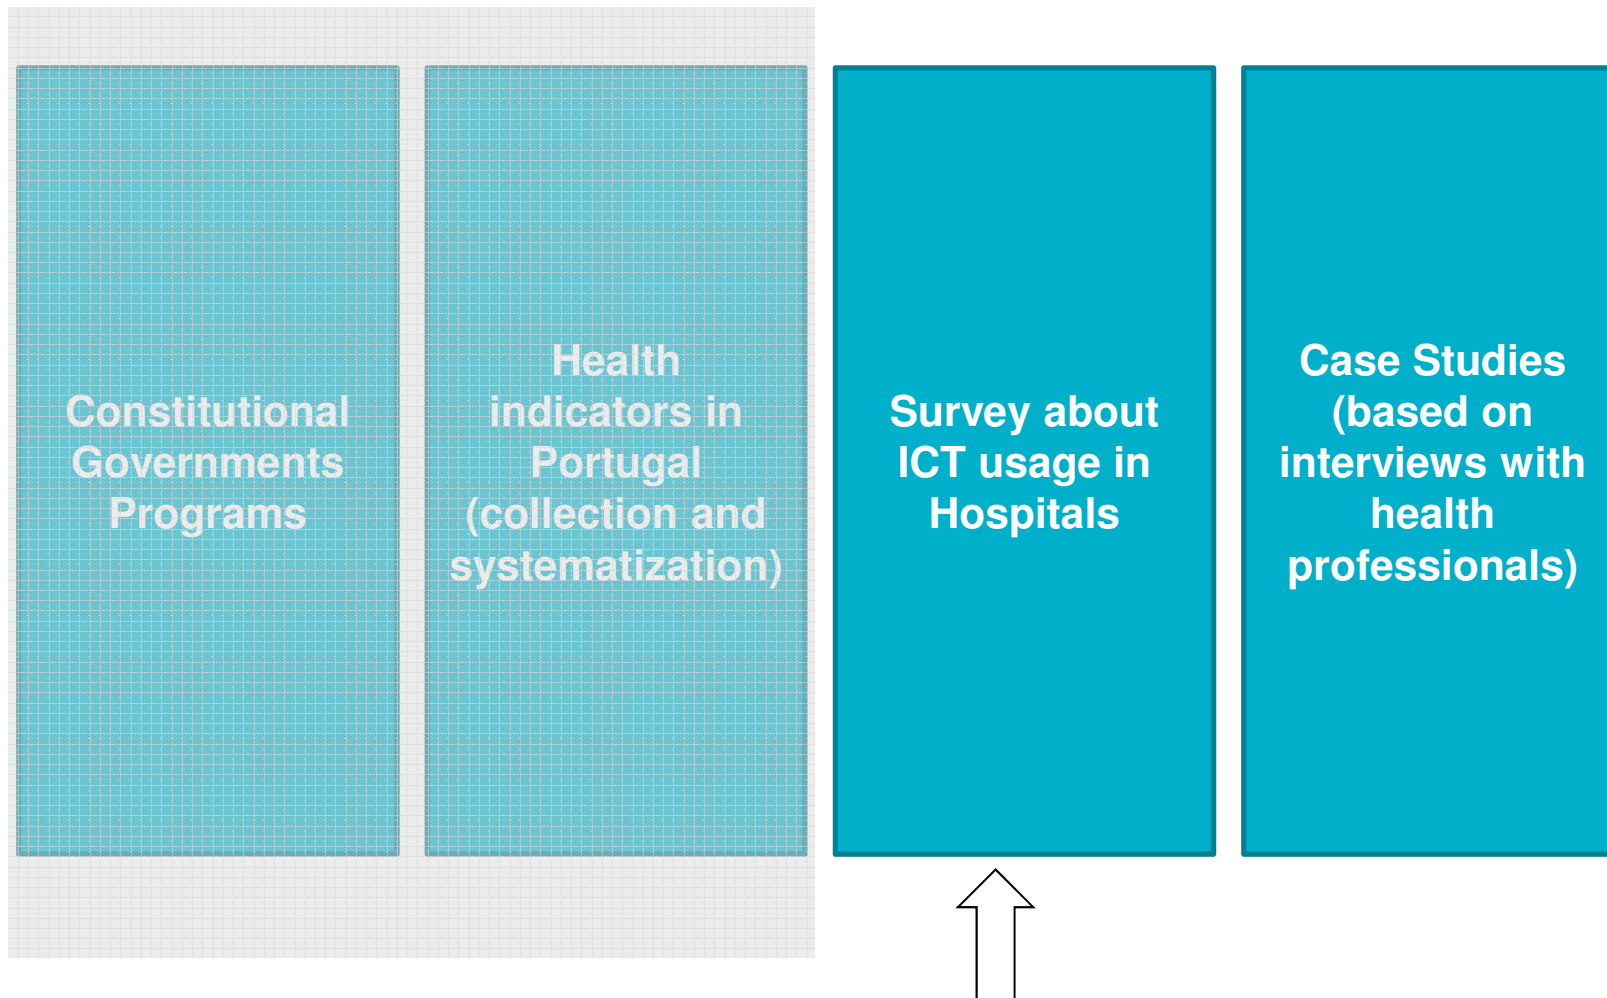 Constitutional
Governments
Programs
Health
indicators in
Portugal
(collection and
systematization)
Survey about
ICT usage in
Hospitals
Case Studies
(based on
interviews with
health
professionals)